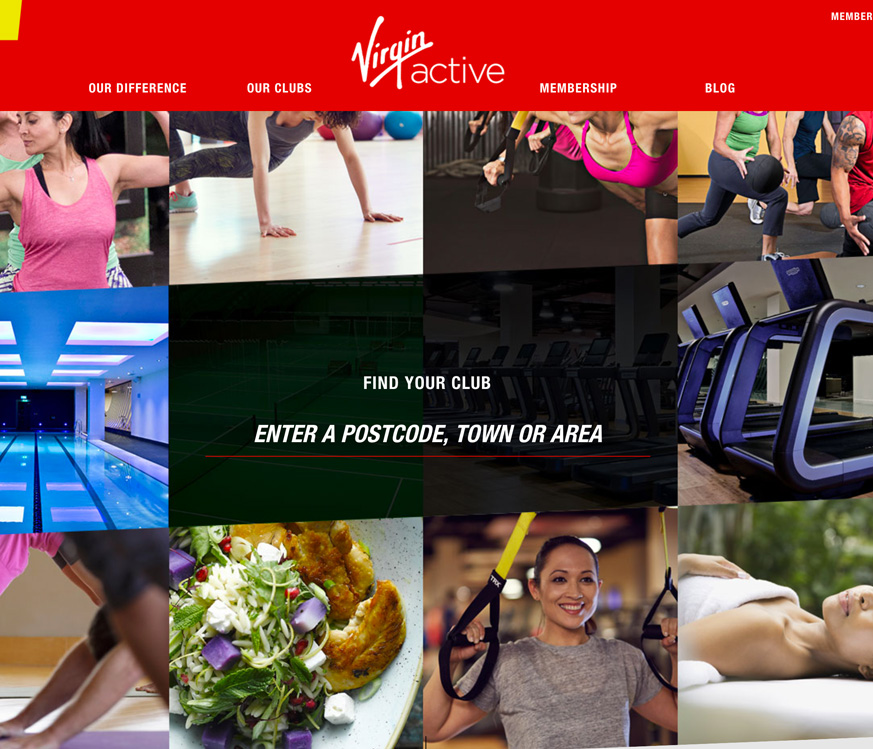 MEMBER
Virgin
active
OUR DIFFERENCE
OUR CLUBS
MEMBERSHIP
BLOG
FIND YOUR CLUB
ENTER A POSTCODE, TOWN OR AREA
TRX